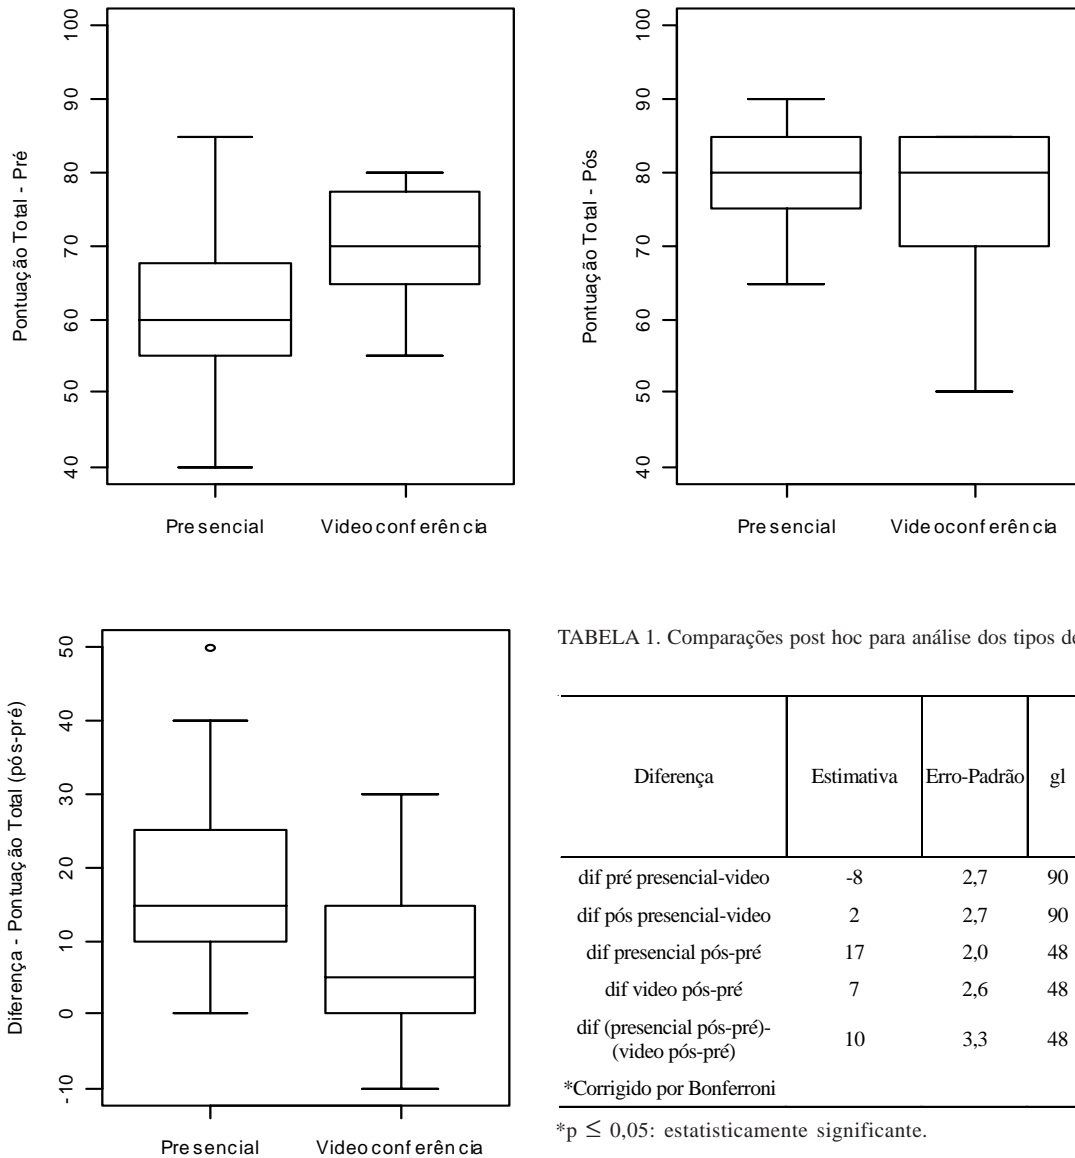 Pontuação Total - Pré
100
90
80
70
60
50
40
Presencial
Videoconferência
Pontuação Total - Pós
100
90
80
70
60
50
40
Presencial
Videoconferência
Diferença - Pontuação Total (pós-pré)
50
40
30
20
10
0
-10
Presencial
Videoconferência
TABELA 1. Comparações post hoc para análise dos tipos de
Diferença Estimativa Erro-Padrão gl
dif pré presencial-video -8 2,7 90
dif pós presencial-video 2 2,7 90
dif presencial pós-pré 17 2,0 48
dif video pós-pré 7 2,6 48
dif (presencial pós-pré)-
(video pós-pré) 10 3,3 48
*Corrigido por Bonferroni
*p ≤ 0,05: estatisticamente significante.